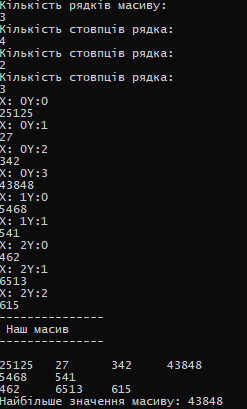 Кількість рядків масиву:
3
Кількість стовпців рядка:
4
Кількість стовпців рядка:
2
Кількість стовпців рядка:
3
X: 0Y:0
25125
X: 0Y:1
27
X: 0Y:2
342
X: 0Y:3
43848
X: 1Y:0
5468
X: 1Y:1
541
X: 2Y:0
462
X: 2Y:1
6513
X: 2Y:2
615
---------------
Наш масив
---------------
25125 27 342 43848
5468 541
462 6513 615
Найбільше значення масиву: 43848